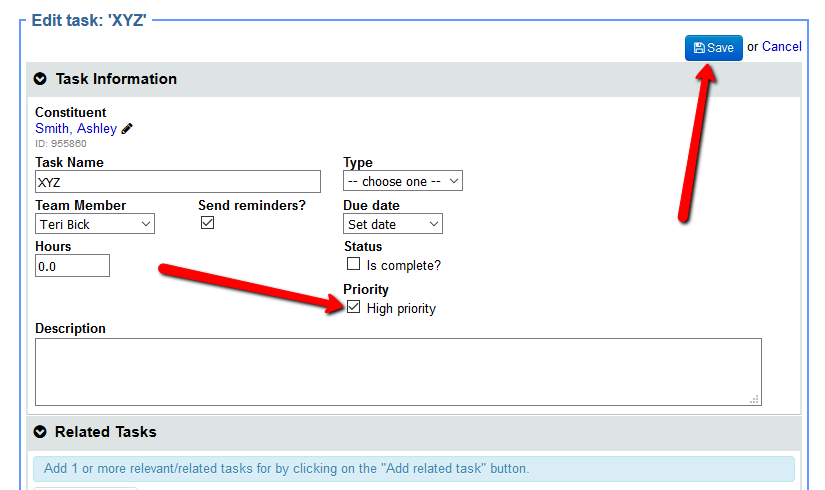 Edit task: 'XYZ'
Save or Cancel
Task Information
Constituent
Smith, Ashley
ID: 955860
Task Name
Type
XYZ
-- choose one --
Team Member
Send reminders?
Due date
Teri Bick
Set date
Hours
Status
0.0
Is complete?
Priority
High priority
Description
Related Tasks
Add 1 or more relevant/related tasks for by clicking on the "Add related task" button.